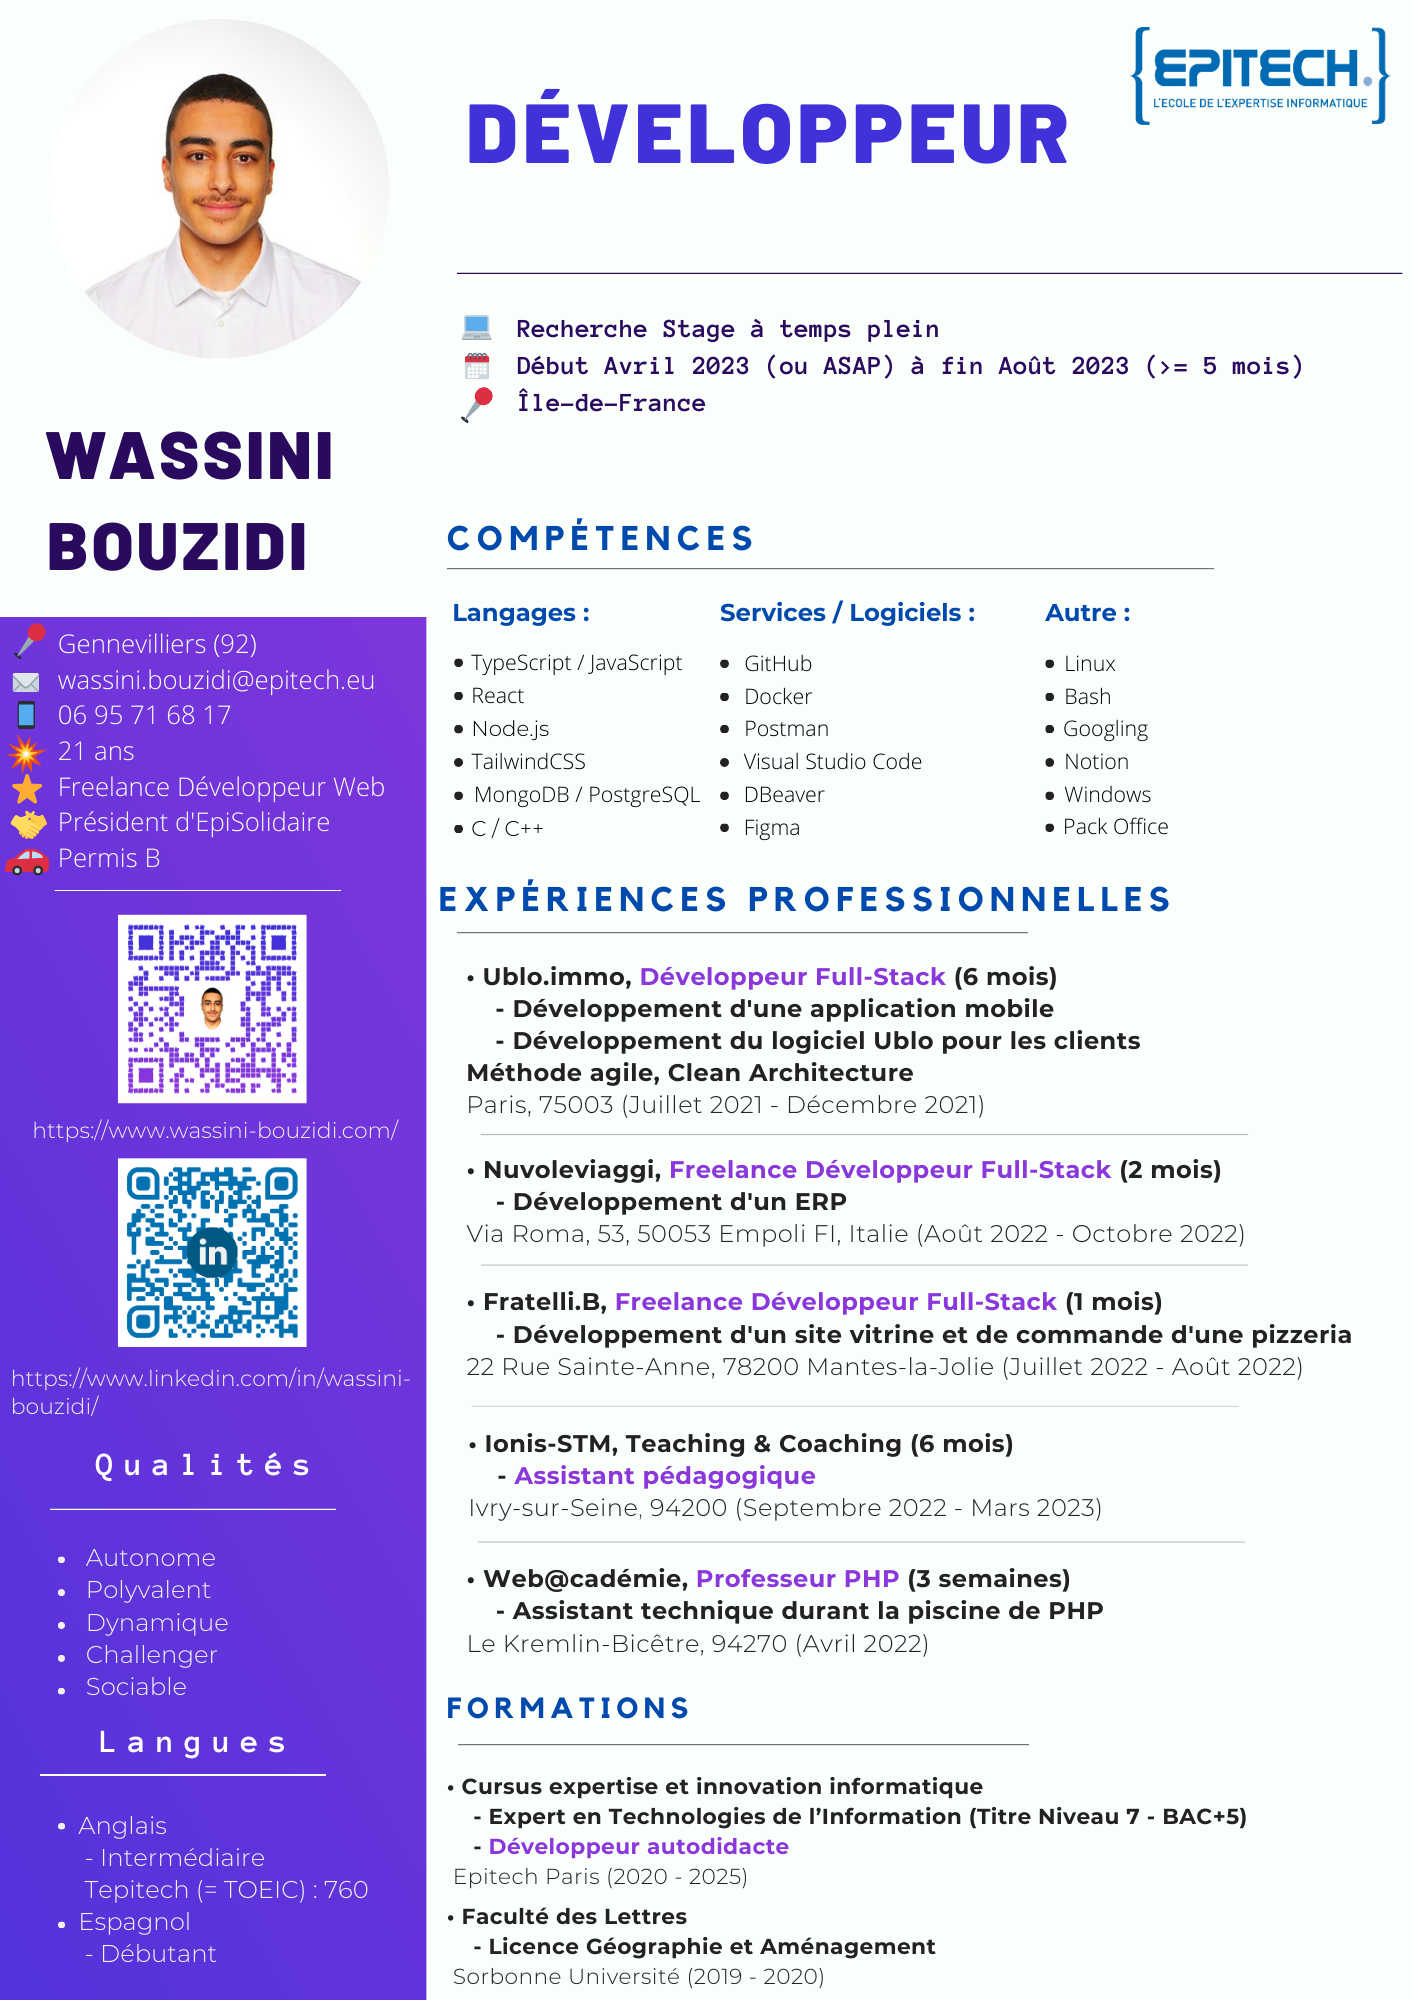 {EPITECH.}
L'ECOLE DE L'EXPERTISE INFORMATIQUE
DÉVELOPPEUR
Recherche Stage à temps plein
Début Avril 2023 (ou ASAP) à fin Août 2023 (>= 5 mois)
Île-de-France
WASSINI
BOUZIDI
Gennevilliers (92)
wassini.bouzidi@epitech.eu
06 95 71 68 17
21 ans
Freelance Développeur Web
Président d'EpiSolidaire
Permis B
https://www.wassini-bouzidi.com/
in
https://www.linkedin.com/in/wassini-
bouzidi/
Qualités
• Autonome
• Polyvalent
• Dynamique
• Challenger
• Sociable
Langues
• Anglais
- Intermédiaire
Tepitech (= TOEIC) : 760
• Espagnol
- Débutant
COMPÉTENCES
Langages :
• TypeScript / JavaScript
• React
• Node.js
• TailwindCSS
• MongoDB / PostgreSQL
• C / C++
Services / Logiciels :
• GitHub
• Docker
• Postman
• Visual Studio Code
• DBeaver
• Figma
Autre :
• Linux
• Bash
• Googling
• Notion
• Windows
• Pack Office
EXPÉRIENCES PROFESSIONNELLES
• Ublo.immo, Développeur Full-Stack (6 mois)
- Développement d'une application mobile
- Développement du logiciel Ublo pour les clients
Méthode agile, Clean Architecture
Paris, 75003 (Juillet 2021 - Décembre 2021)
• Nuvoleviaggi, Freelance Développeur Full-Stack (2 mois)
- Développement d'un ERP
Via Roma, 53, 50053 Empoli FI, Italie (Août 2022 - Octobre 2022)
• Fratelli.B, Freelance Développeur Full-Stack (1 mois)
- Développement d'un site vitrine et de commande d'une pizzeria
22 Rue Sainte-Anne, 78200 Mantes-la-Jolie (Juillet 2022 - Août 2022)
• Ionis-STM, Teaching & Coaching (6 mois)
- Assistant pédagogique
Ivry-sur-Seine, 94200 (Septembre 2022 - Mars 2023)
• Web@cadémie, Professeur PHP (3 semaines)
- Assistant technique durant la piscine de PHP
Le Kremlin-Bicêtre, 94270 (Avril 2022)
FORMATIONS
• Cursus expertise et innovation informatique
- Expert en Technologies de l’Information (Titre Niveau 7 - BAC+5)
- Développeur autodidacte
Epitech Paris (2020 - 2025)
• Faculté des Lettres
- Licence Géographie et Aménagement
Sorbonne Université (2019 - 2020)